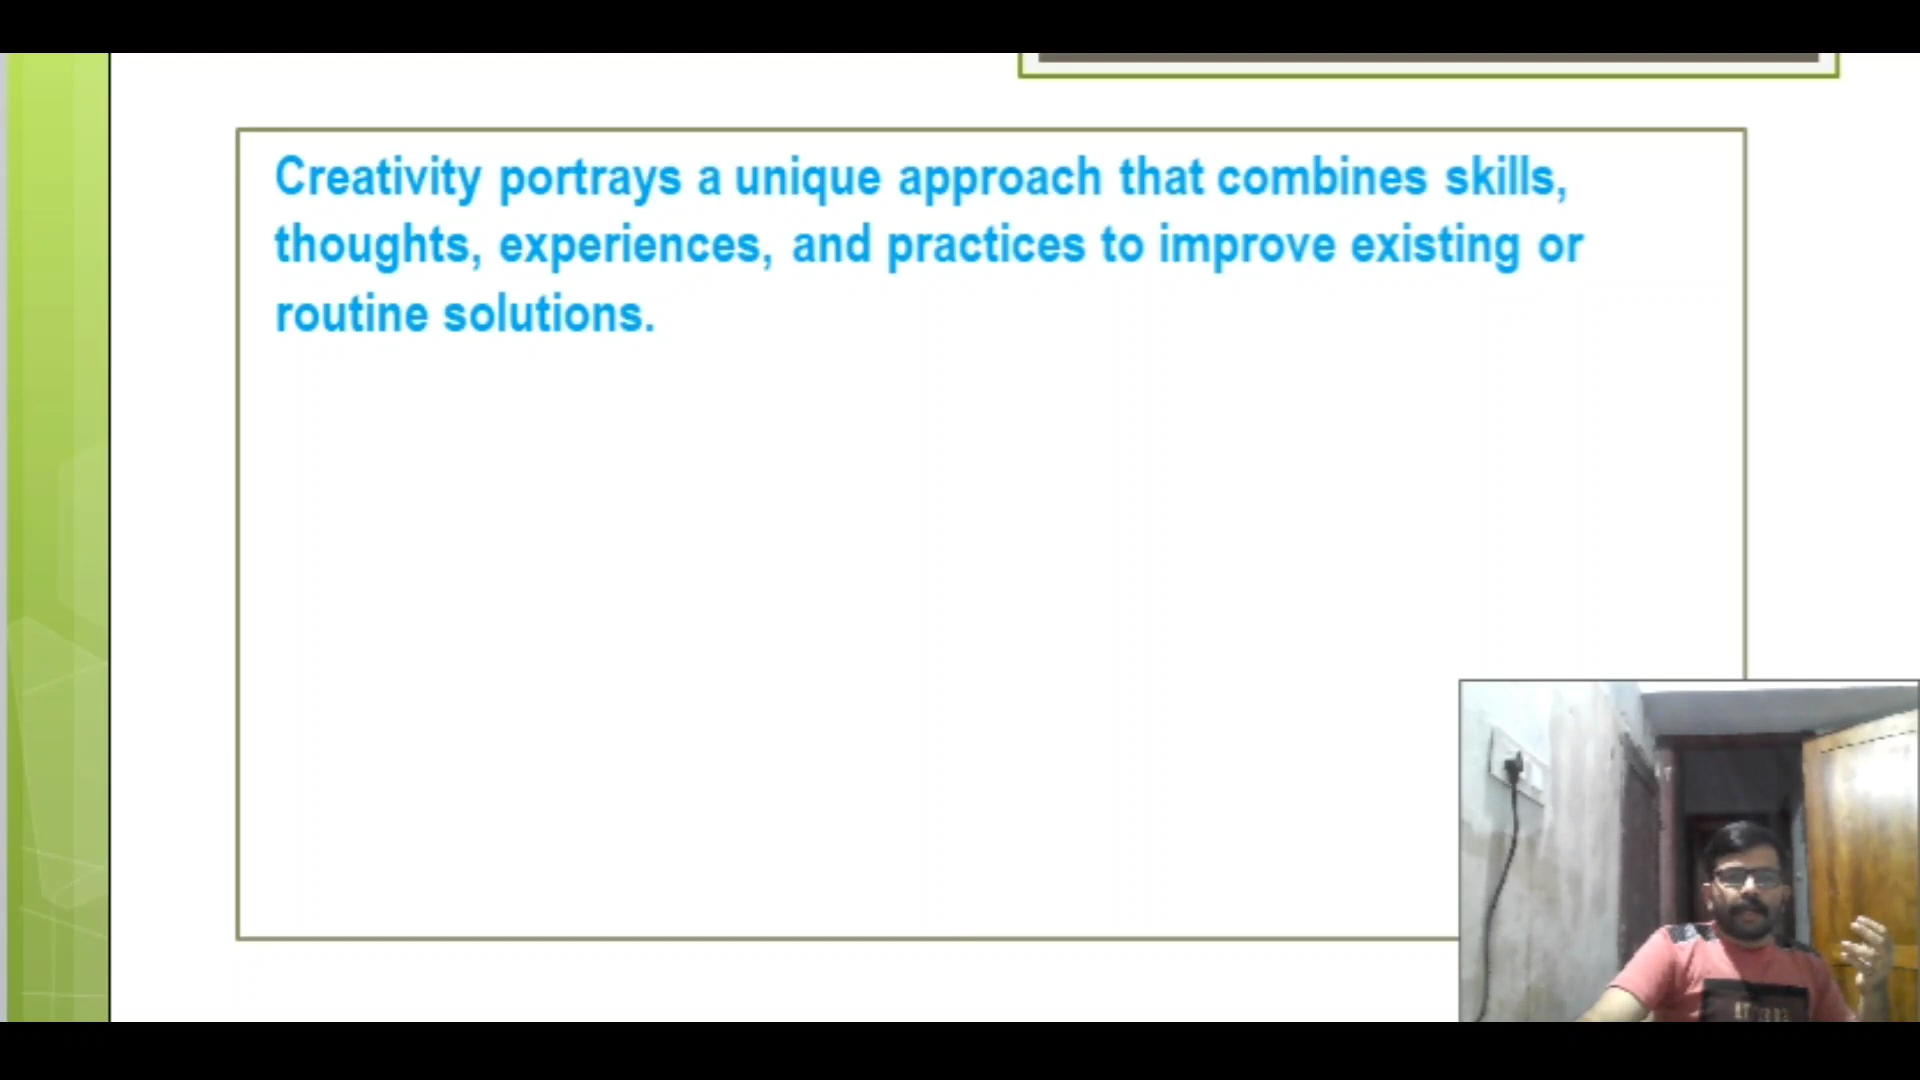 Creativity portrays a unique approach that combines skills,
thoughts, experiences, and practices to improve existing or
routine solutions.